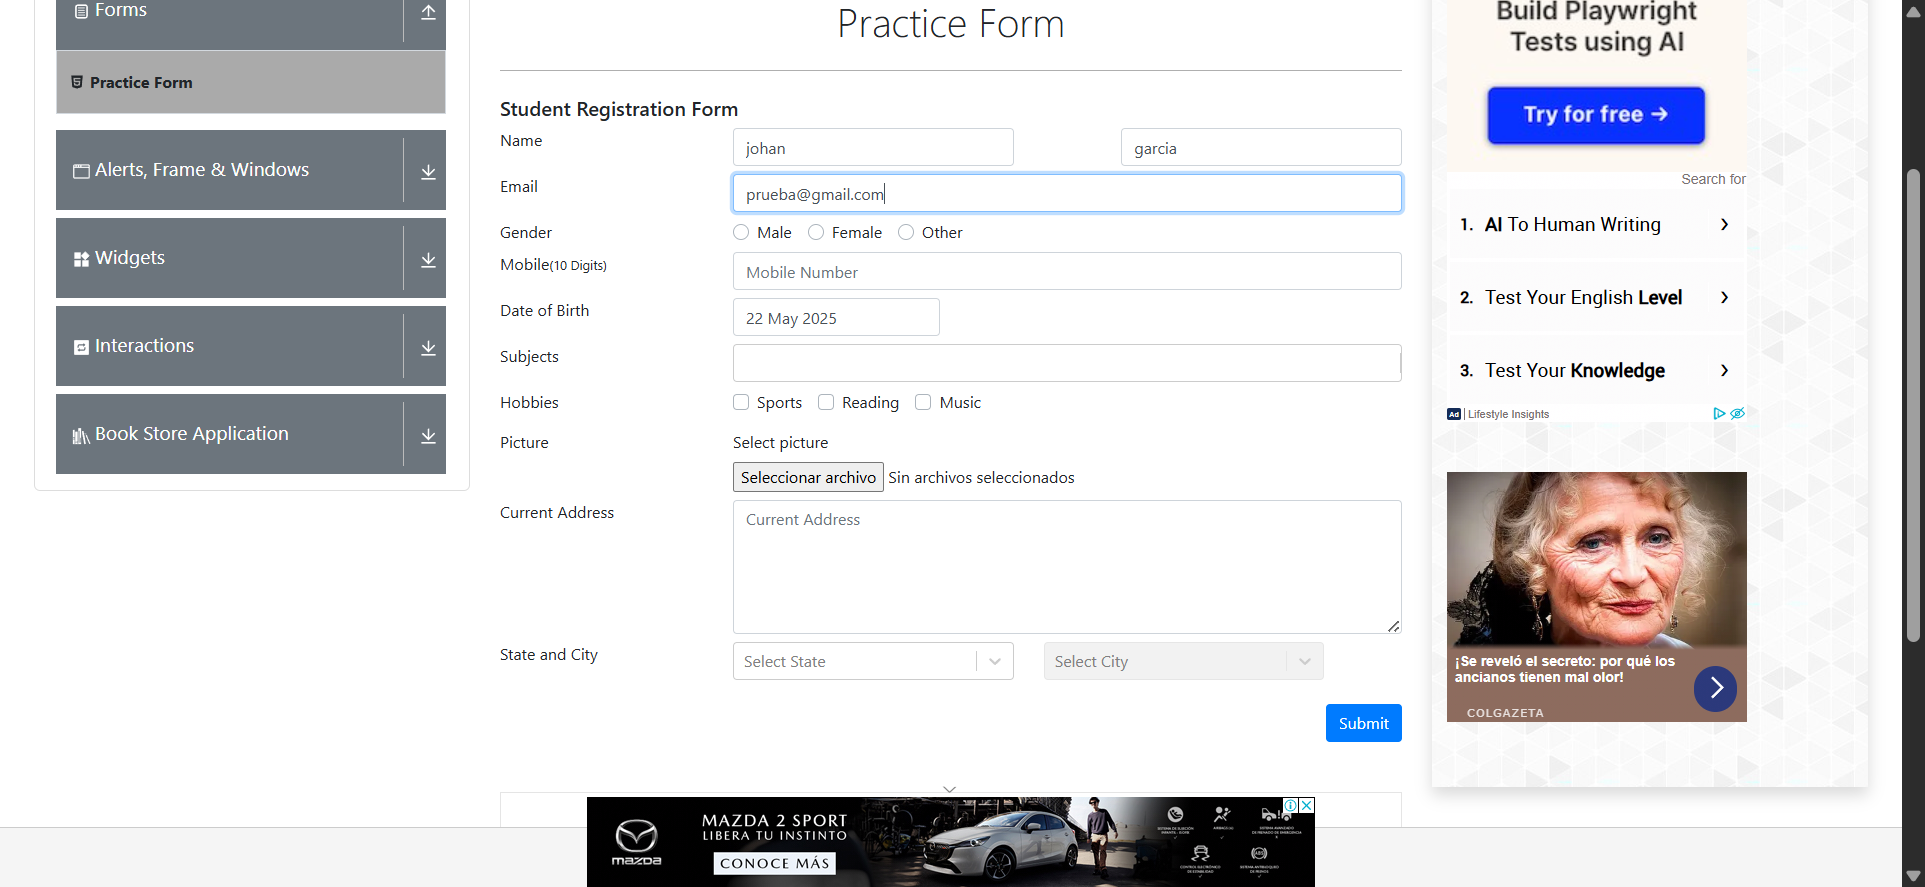 Forms
Practice Form
Alerts, Frame & Windows
Widgets
Interactions
Book Store Application
Practice Form
Student Registration Form
Name
johan
garcia
Email
prueba@gmail.com
Gender
Male
Female
Other
Mobile(10 Digits)
Mobile Number
Date of Birth
22 May 2025
Subjects
Hobbies
Sports
Reading
Music
Picture
Select picture
Seleccionar archivo Sin archivos seleccionados
Current Address
Current Address
State and City
Select State
Select City
Submit
Build Playwright
Tests using AI
Try for free →
Search for
1. AI To Human Writing
2. Test Your English Level
3. Test Your Knowledge
Ad | Lifestyle Insights
¡Se reveló el secreto: por qué los
ancianos tienen mal olor!
COLGAZETA
mazda
MAZDA 2 SPORT
LIBERA TU INSTINTO
CONOCE MÁS